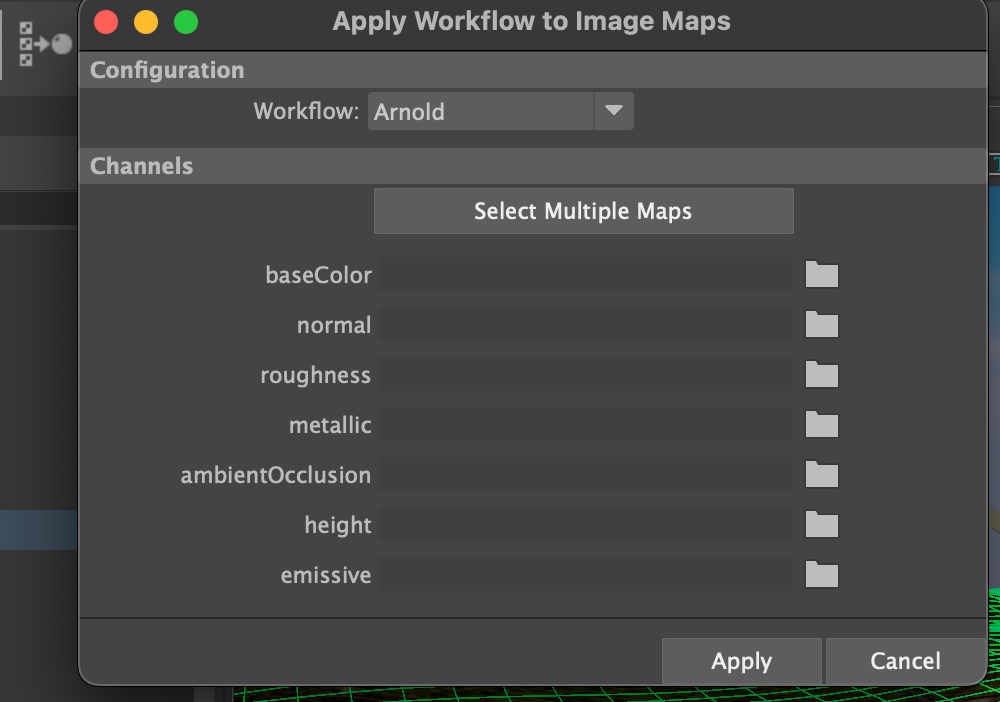 Apply Workflow to Image Maps
Configuration
Workflow: Arnold
Channels
Select Multiple Maps
baseColor
normal
roughness
metallic
ambientOcclusion
height
emissive
Apply Cancel